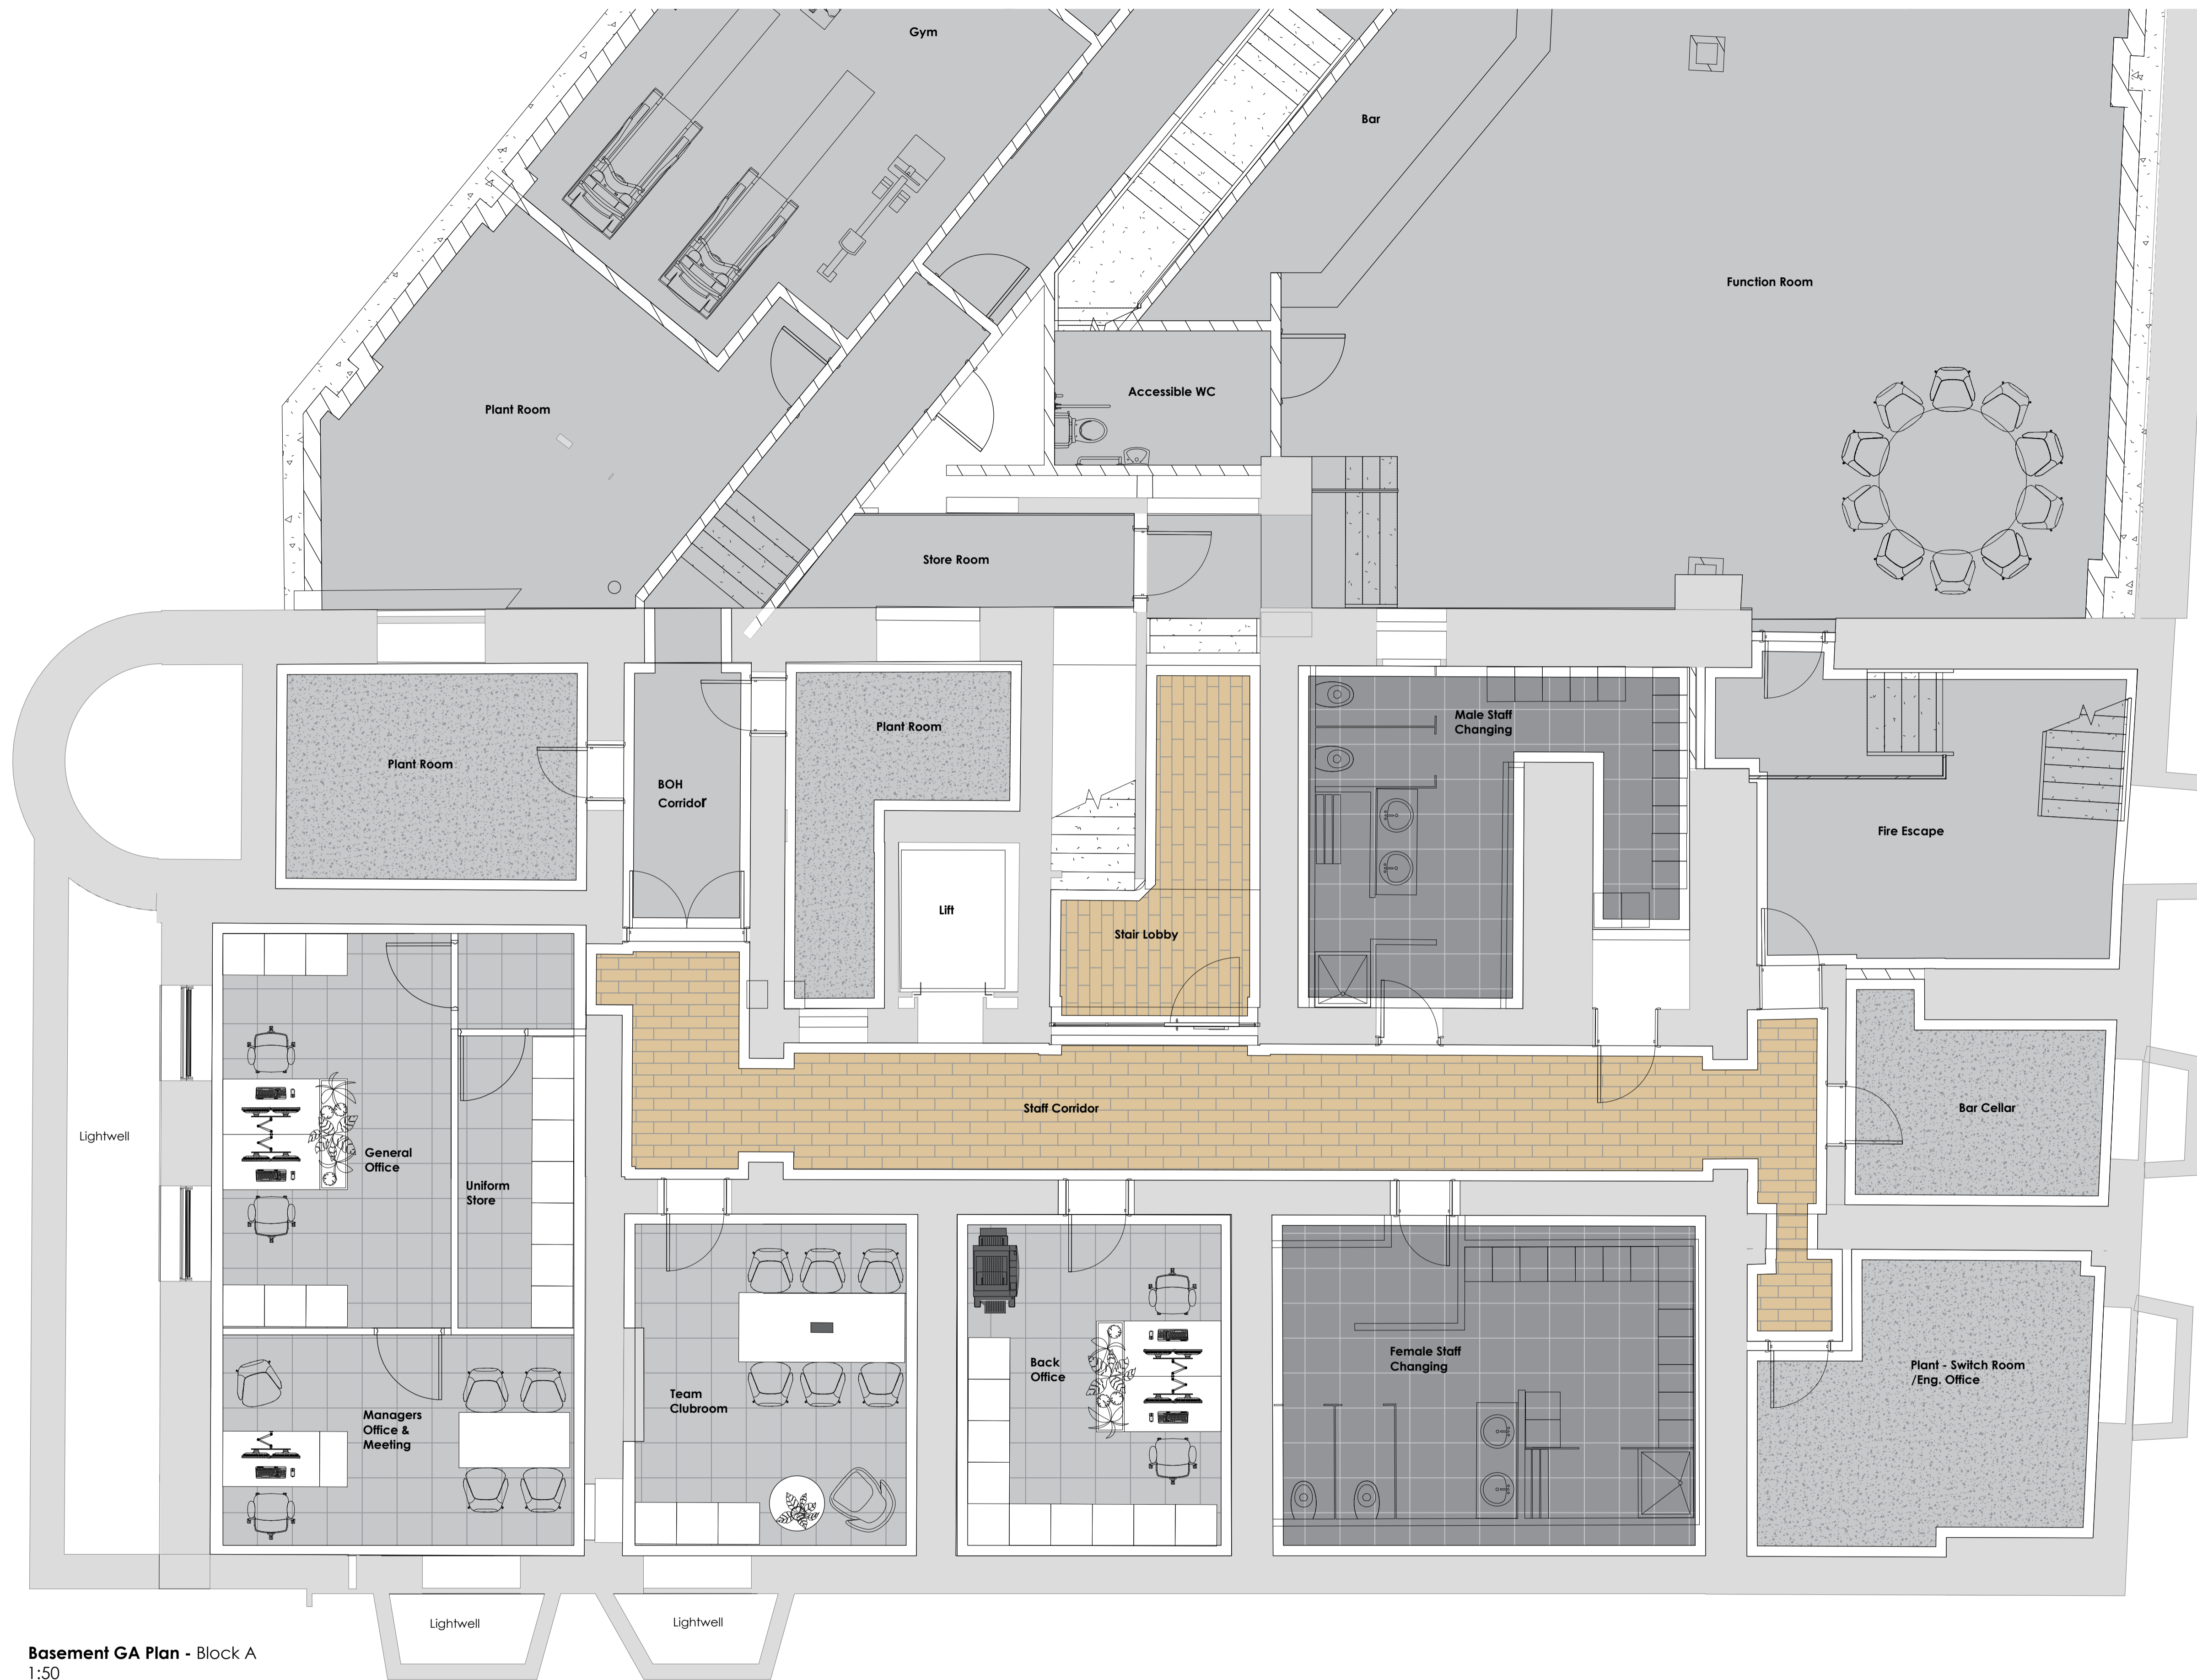 Gym
Bar
Function Room
Accessible WC
Plant Room
Store Room
Male Staff
Changing
Plant Room
Plant Room
BOH
Corridor
Fire Escape
Lift
Stair Lobby
Staff Corridor
Bar Cellar
Lightwell
General
Office
Uniform
Store
Back
Office
Female Staff
Changing
Plant - Switch Room
/Eng. Office
Team
Clubroom
Managers
Office &
Meeting
Lightwell
Lightwell
Basement GA Plan - Block A
1:50